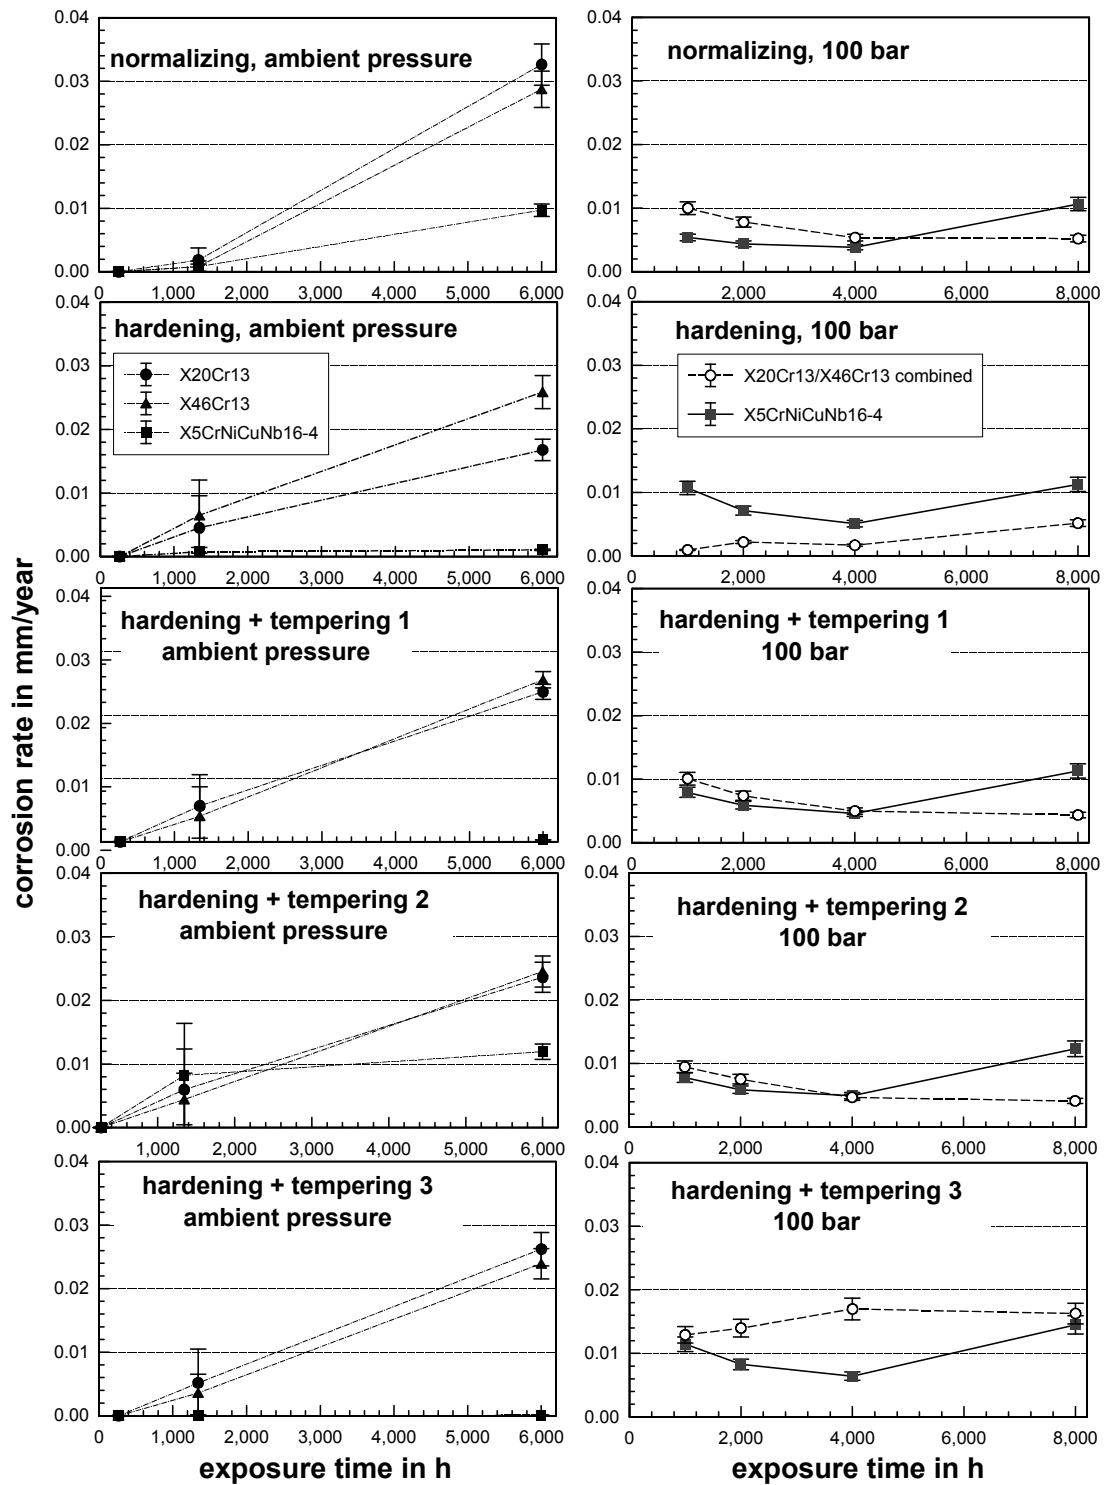 normalizing, ambient pressure
0.04
0.03
0.02
0.01
0.00
0 1,000 2,000 3,000 4,000 5,000 6,000
normalizing, 100 bar
0.04
0.03
0.02
0.01
0.00
0 2,000 4,000 6,000 8,000
hardening, ambient pressure
X20Cr13
X46Cr13
X5CrNiCuNb16-4
0.04
0.03
0.02
0.01
0.00
0 1,000 2,000 3,000 4,000 5,000 6,000
hardening, 100 bar
X20Cr13/X46Cr13 combined
X5CrNiCuNb16-4
0.04
0.03
0.02
0.01
0.00
0 2,000 4,000 6,000 8,000
corrosion rate in mm/year
hardening + tempering 1
ambient pressure
0.04
0.03
0.02
0.01
0.00
0 1,000 2,000 3,000 4,000 5,000 6,000
hardening + tempering 1
100 bar
0.04
0.03
0.02
0.01
0.00
0 2,000 4,000 6,000 8,000
hardening + tempering 2
ambient pressure
0.04
0.03
0.02
0.01
0.00
1,000 2,000 3,000 4,000 5,000 6,000
hardening + tempering 2
100 bar
0.04
0.03
0.02
0.01
0.00
0 2,000 4,000 6,000 8,000
hardening + tempering 3
ambient pressure
0.04
0.03
0.02
0.01
0.00
0 1,000 2,000 3,000 4,000 5,000 6,000
exposure time in h
hardening + tempering 3
100 bar
0.04
0.03
0.02
0.01
0.00
0 2,000 4,000 6,000 8,000
exposure time in h